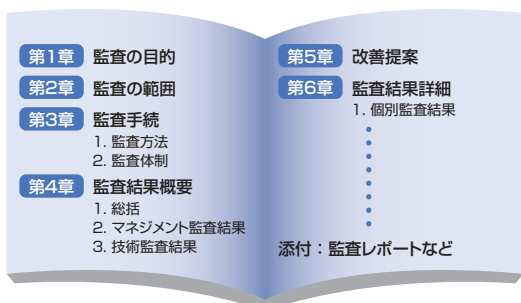 第1章 監査の目的
第2章 監査の範囲
第3章 監査手続
1. 監査方法
2. 監査体制
第4章 監査結果概要
1. 総括
2. マネジメント監査結果
3. 技術監査結果
第5章 改善提案
第6章 監査結果詳細
1. 個別監査結果
添付：監査レポートなど